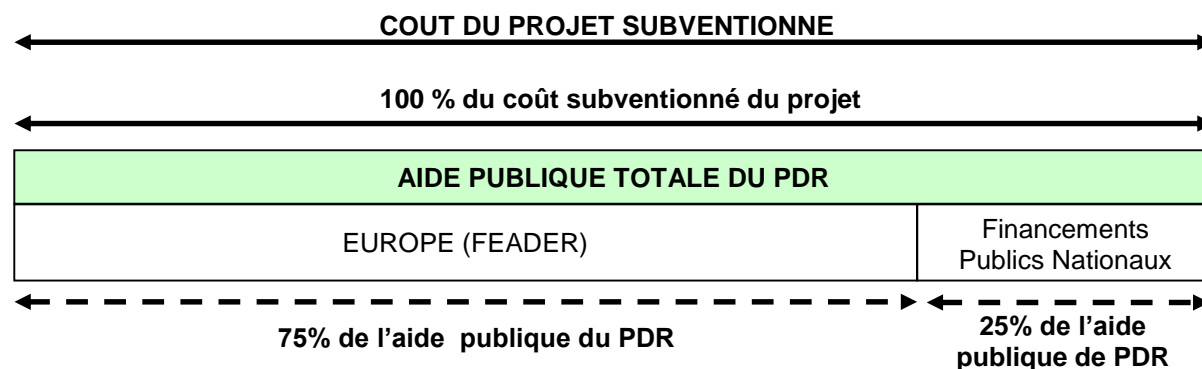 COUT DU PROJET SUBVENTIONNE
100 % du coût subventionné du projet
AIDE PUBLIQUE TOTALE DU PDR
EUROPE (FEADER)
Financements
Publics Nationaux
75% de l’aide publique du PDR
25% de l’aide
publique de PDR